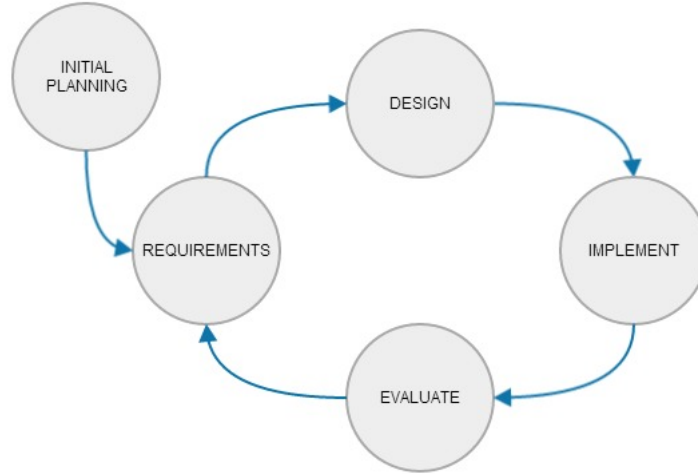 INITIAL
PLANNING
DESIGN
REQUIREMENTS
IMPLEMENT
EVALUATE